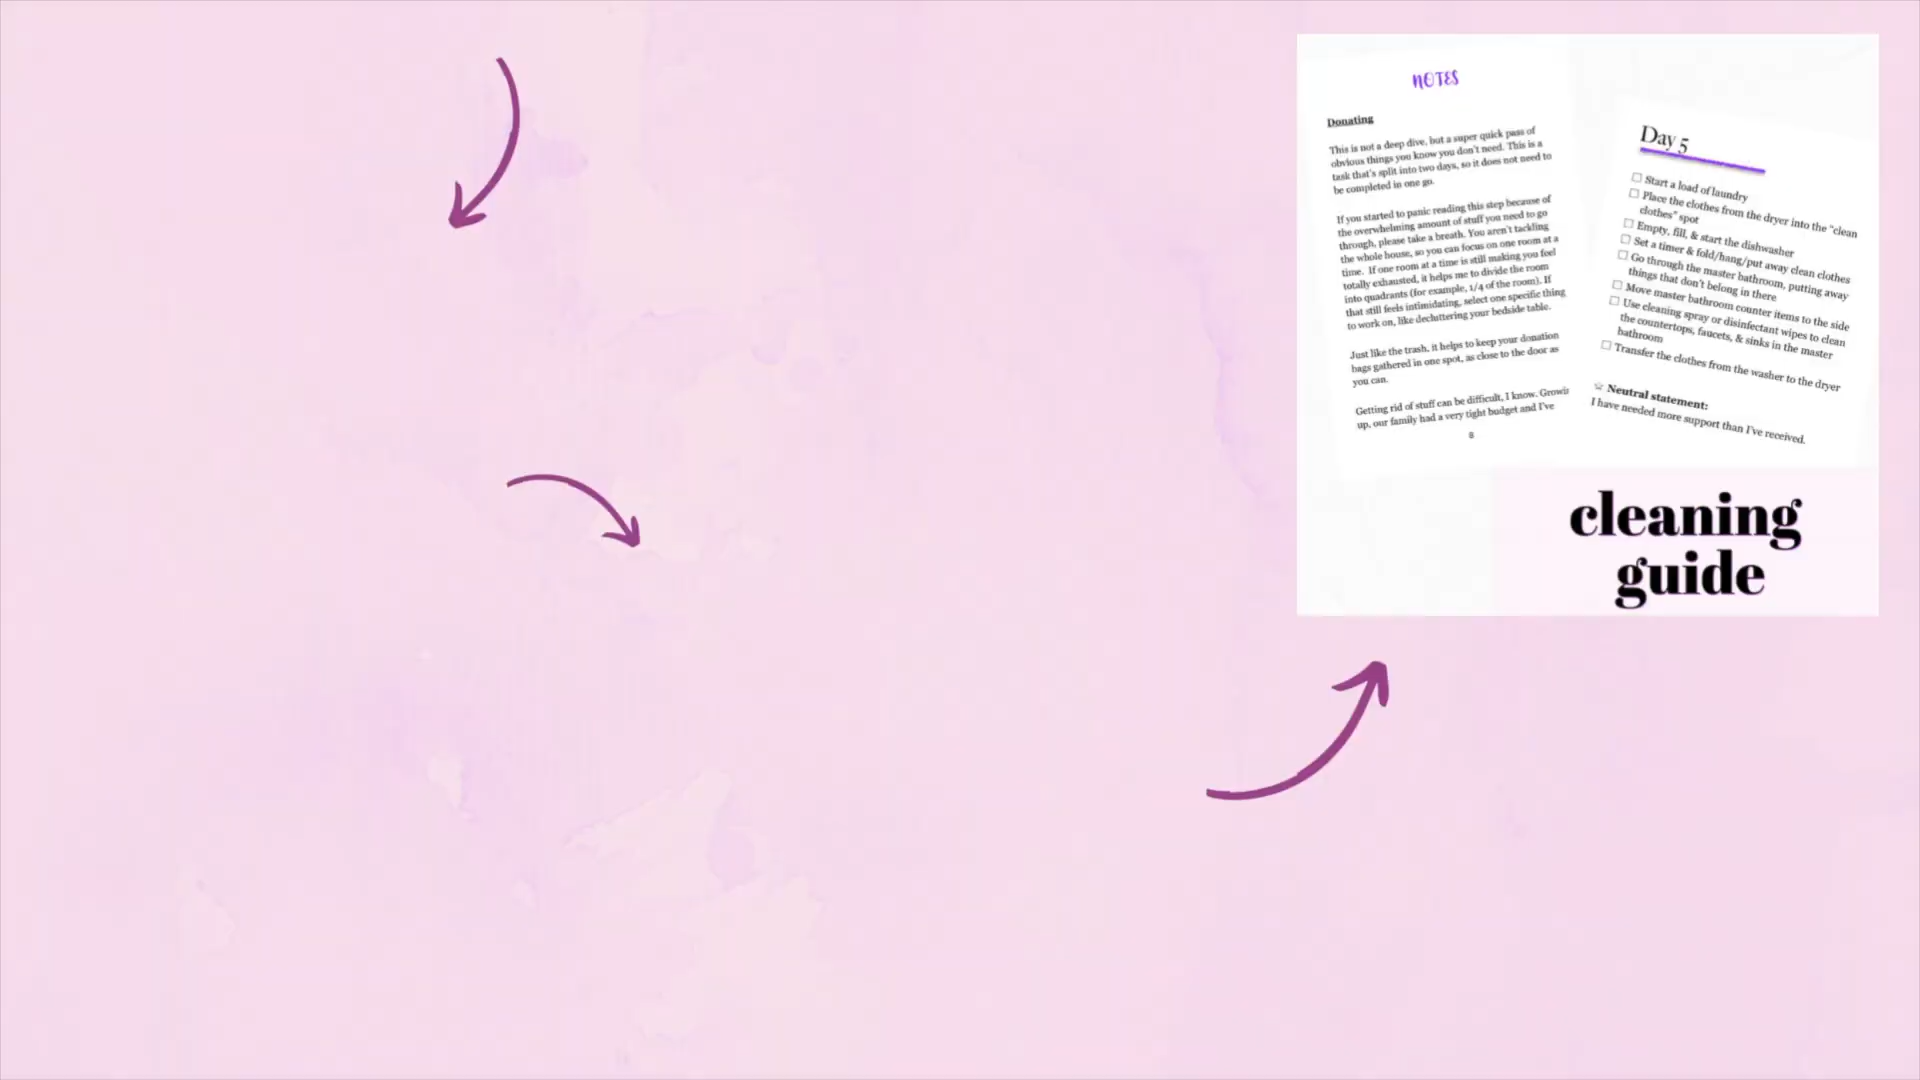 NOTES
Donating
This is not a deep dive, but a super quick pass of
obvious things you know you don't need. This is a
task that's split into two days, so it does not need to
be completed in one go.
If you started to panic reading this step because of
the overwhelming amount of stuff you need to go
through, please take a breath. You aren't tackling
the whole house, so you can focus on one room at a
time. If one room at a time is still making you feel
totally exhausted, it helps me to divide the room
into quadrants (for example, 1/4 of the room). If
that still feels intimidating, select one specific thing
to work on, like decluttering your bedside table.
Just like the trash, it helps to keep your donation
bags gathered in one spot, as close to the door as
you can.
Getting rid of stuff can be difficult, I know. Growi
up, our family had a very tight budget and I've
8
Day 5
Start a load of laundry
Place the clothes from the dryer into the "clean
clothes" spot
Empty, fill, & start the dishwasher
Set a timer & fold/hang/put away clean clothes
Go through the master bathroom, putting away
things that don't belong in there
Move master bathroom counter items to the side
Use cleaning spray or disinfectant wipes to clean
the countertops, faucets, & sinks in the master
bathroom
Transfer the clothes from the washer to the dryer
Neutral statement:
I have needed more support than I've received.
cleaning
guide